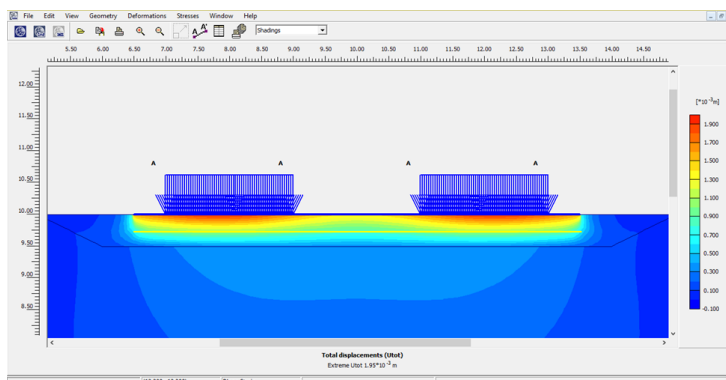 File Edit View Geometry Deformations Stresses Window Help
Shadings
5.50 6.00 6.50 7.00 7.50 8.00 8.50 9.00 9.50 10.00 10.50 11.00 11.50 12.00 12.50 13.00 13.50 14.00 14.50
12.00
11.50
11.00
10.50
10.00
9.50
9.00
8.50
A A A A
[*10⁻³m]
1.900
1.700
1.500
1.300
1.100
0.900
0.700
0.500
0.300
0.100
-0.100
Total displacements (Utot)
Extreme Utot 1.95*10⁻³ m